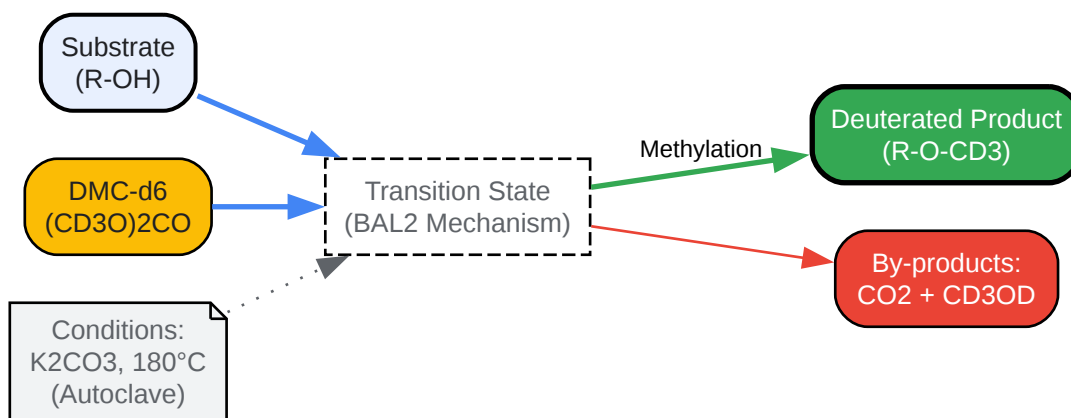 Substrate
(R-OH)
DMC-d6
(CD3O)2CO
Conditions:
K2CO3, 180°C
(Autoclave)
Transition State
(BAL2 Mechanism)
Methylation
Deuterated Product
(R-O-CD3)
By-products:
CO2 + CD3OD